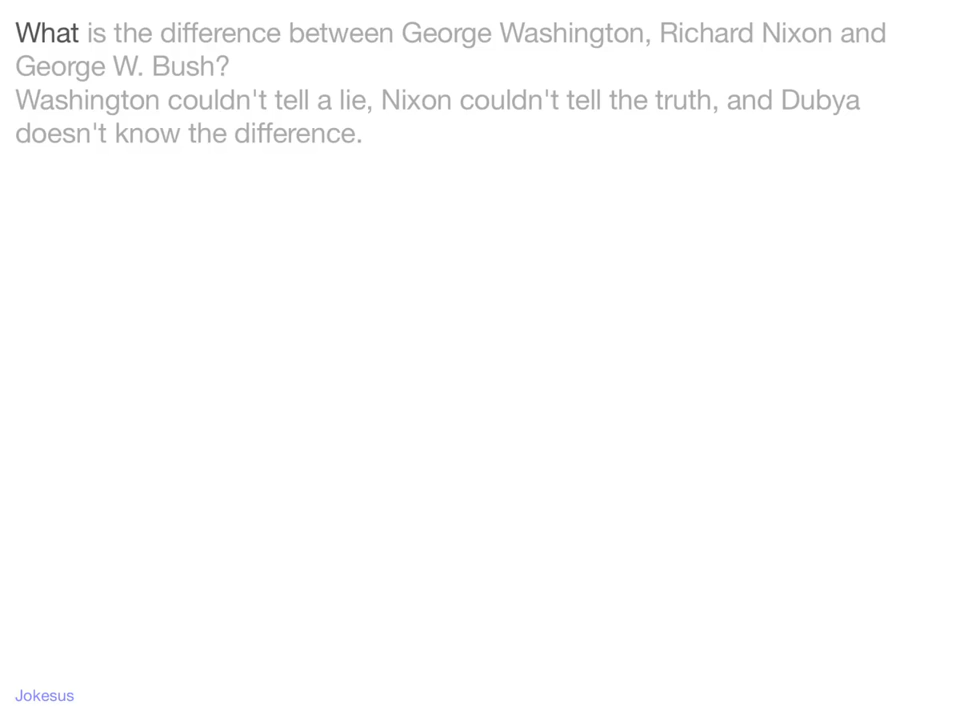 What is the difference between George Washington, Richard Nixon and
George W. Bush?
Washington couldn't tell a lie, Nixon couldn't tell the truth, and Dubya
doesn't know the difference.
Jokesus